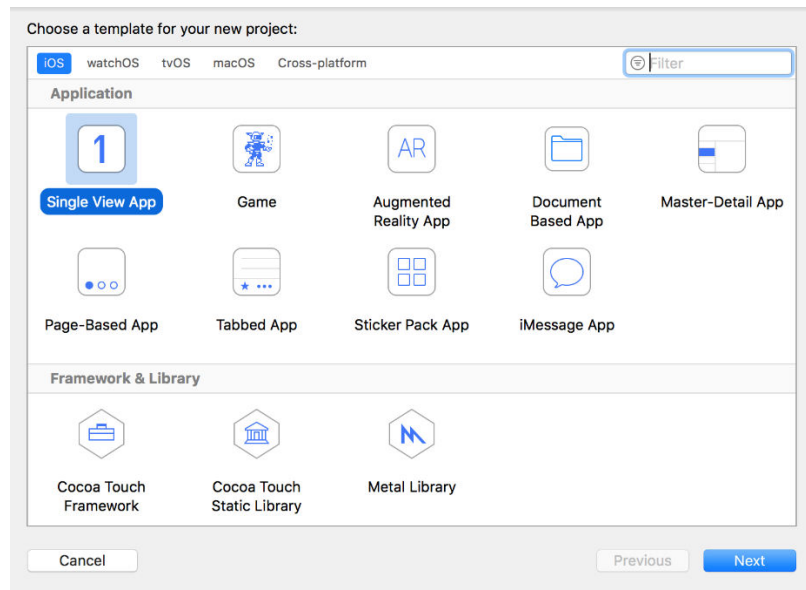 Choose a template for your new project:
iOS watchOS tvOS macOS Cross-platform Filter
Application
1 AR
Single View App Game Augmented Reality App Document Based App Master-Detail App
Page-Based App Tabbed App Sticker Pack App iMessage App
Framework & Library
Cocoa Touch Framework Cocoa Touch Static Library Metal Library
Cancel Previous Next